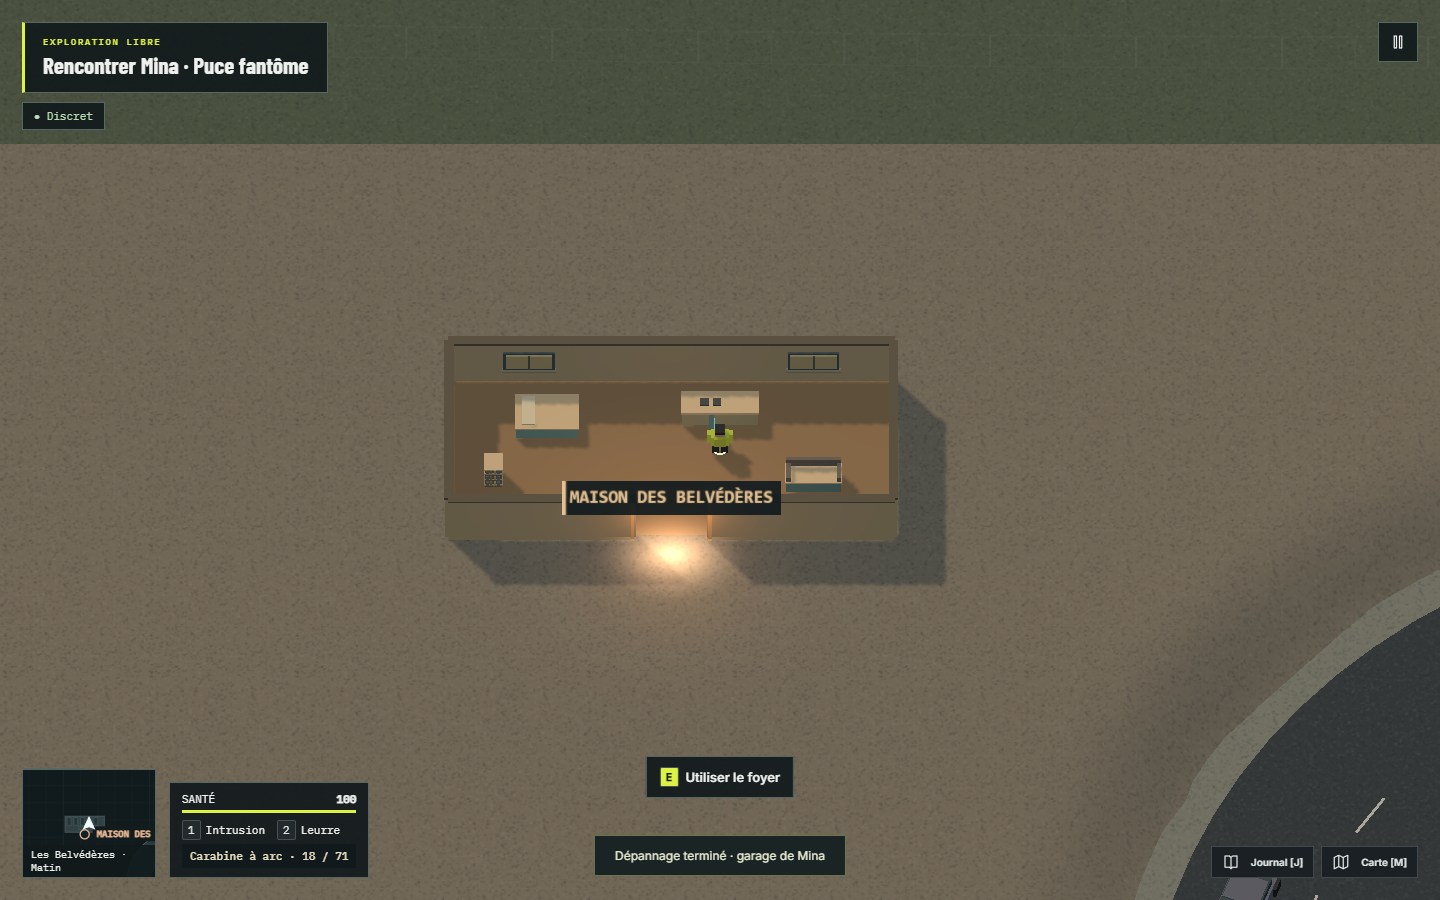 EXPLORATION LIBRE
Rencontrer Mina · Puce fantôme
Discret
MAISON DES BELVÉDÈRES
E Utiliser le foyer
MAISON DES
Les Belvédères ·
Matin
SANTÉ 100
1 Intrusion 2 Leurre
Carabine à arc · 18 / 71
Dépannage terminé · garage de Mina
Journal [J] Carte [M]